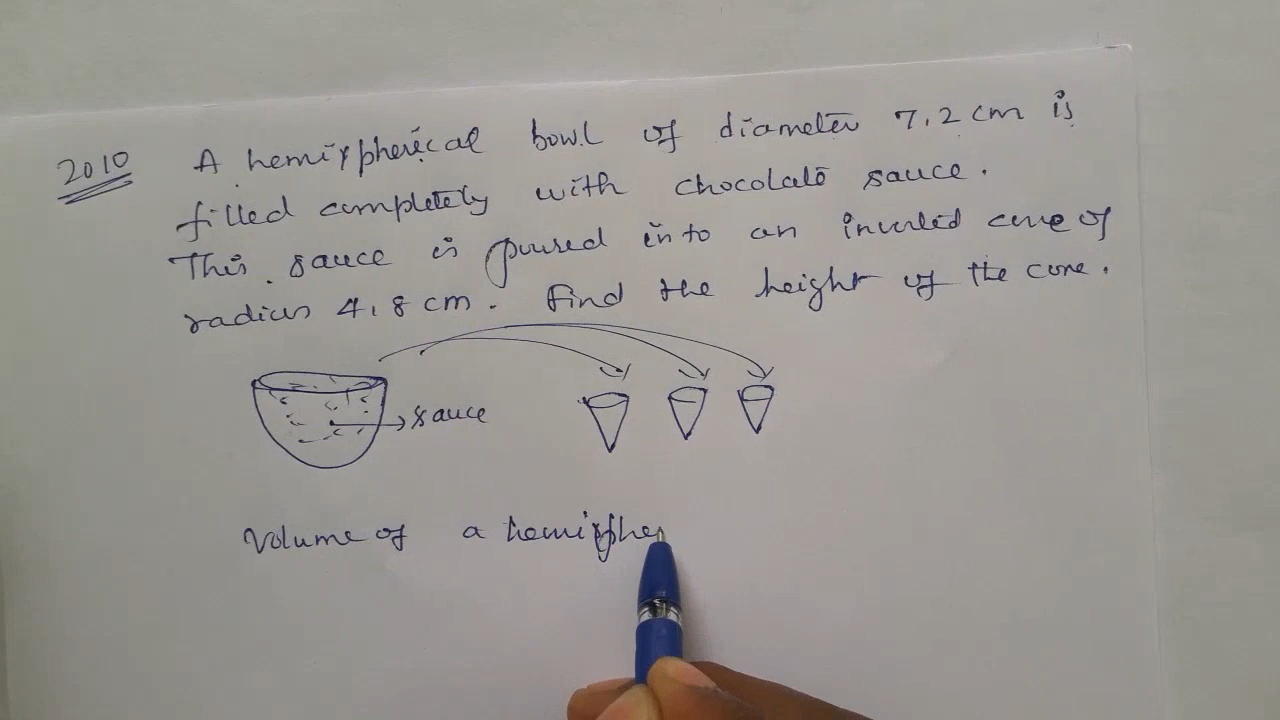 2010 A hemispherical bowl of diameter 7.2 cm is
filled completely with chocolate sauce.
This sauce is poured into an inverted cone of
radius 4.8 cm. Find the height of the cone.
sauce
Volume of a hemisphe